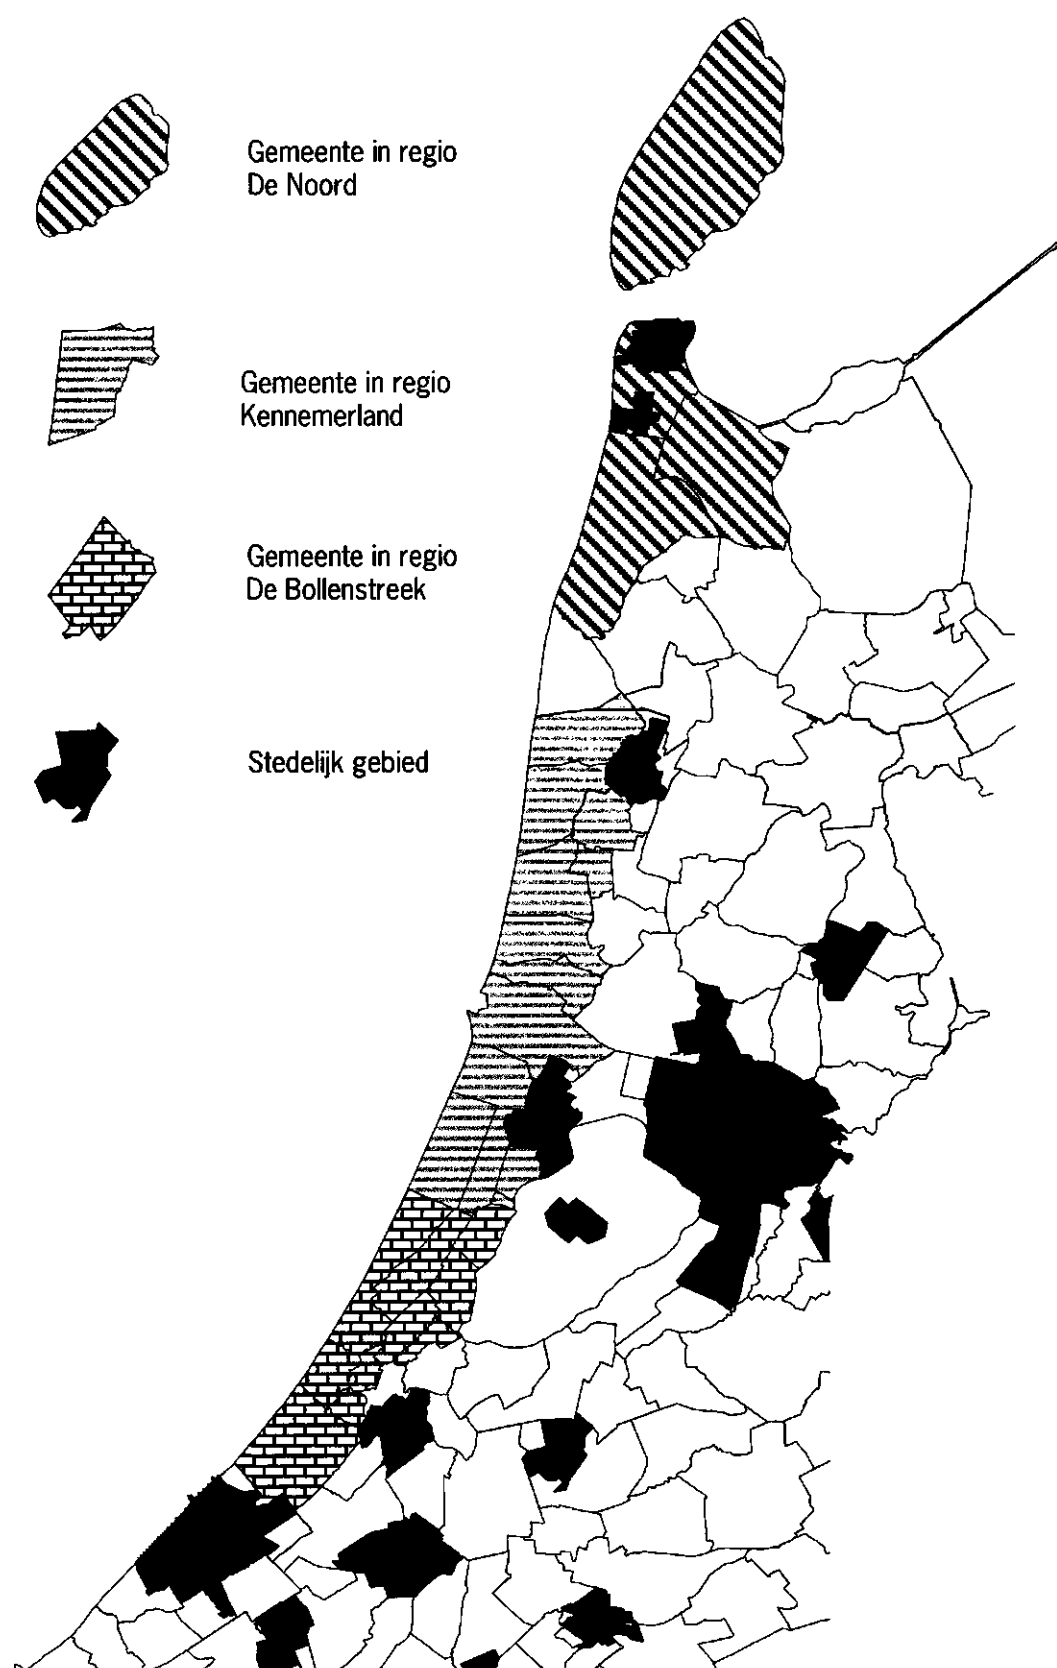 Gemeente in regio
De Noord
Gemeente in regio
Kennemerland
Gemeente in regio
De Bollenstreek
Stedelijk gebied